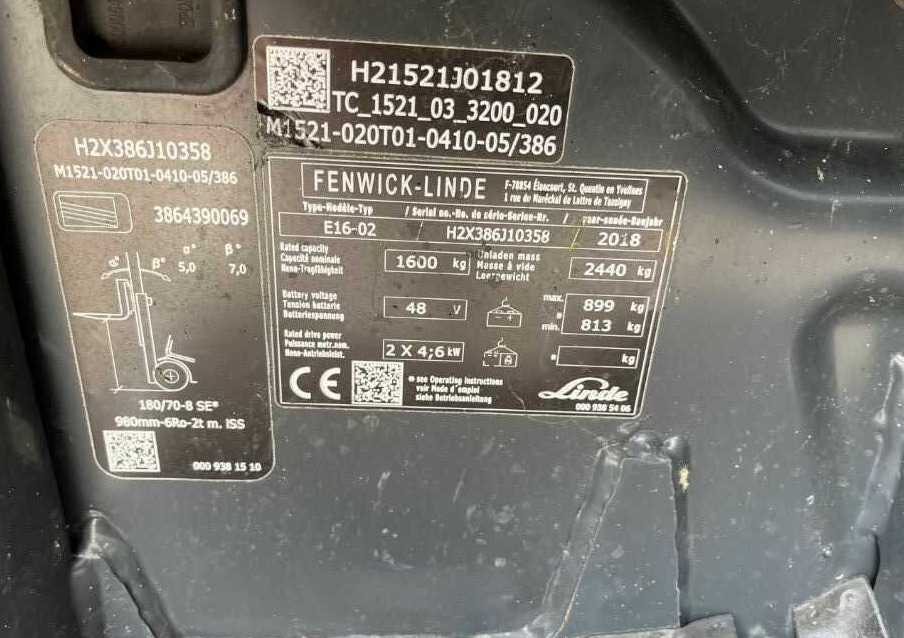 H21521J01812
TC_1521_03_3200_020
M1521-020T01-0410-05/386
H2X386J10358
M1521-020T01-0410-05/386
3864390069
α° β°
α° β° 5,0 7,0
180/70-8 SE*
980mm-6Ro-2t m. ISS
000 938 15 10
FENWICK-LINDE
F-78854 Élancourt, St. Quentin en Yvelines
1 rue du Maréchal de Lattre de Tassigny
Type-Modèle-Typ / Serial no.-No. de série-Serien-Nr. / year-année-Baujahr
E16-02 / H2X386J10358 2018
Rated capacity
Capacité nominale
Nenn-Tragfähigkeit
1600 kg
Unladen mass
Masse à vide
Leergewicht
2440 kg
Battery voltage
Tension batterie
Batteriespannung
48 V
max. 899 kg
*
min. 813 kg
Rated drive power
Puissance motr.nom.
Nenn-Antriebsleist.
2 X 4;6 kW
* kg
CE
* see Operating instructions
voir Mode d'emploi
siehe Betriebsanleitung
Linde
000 938 54 06